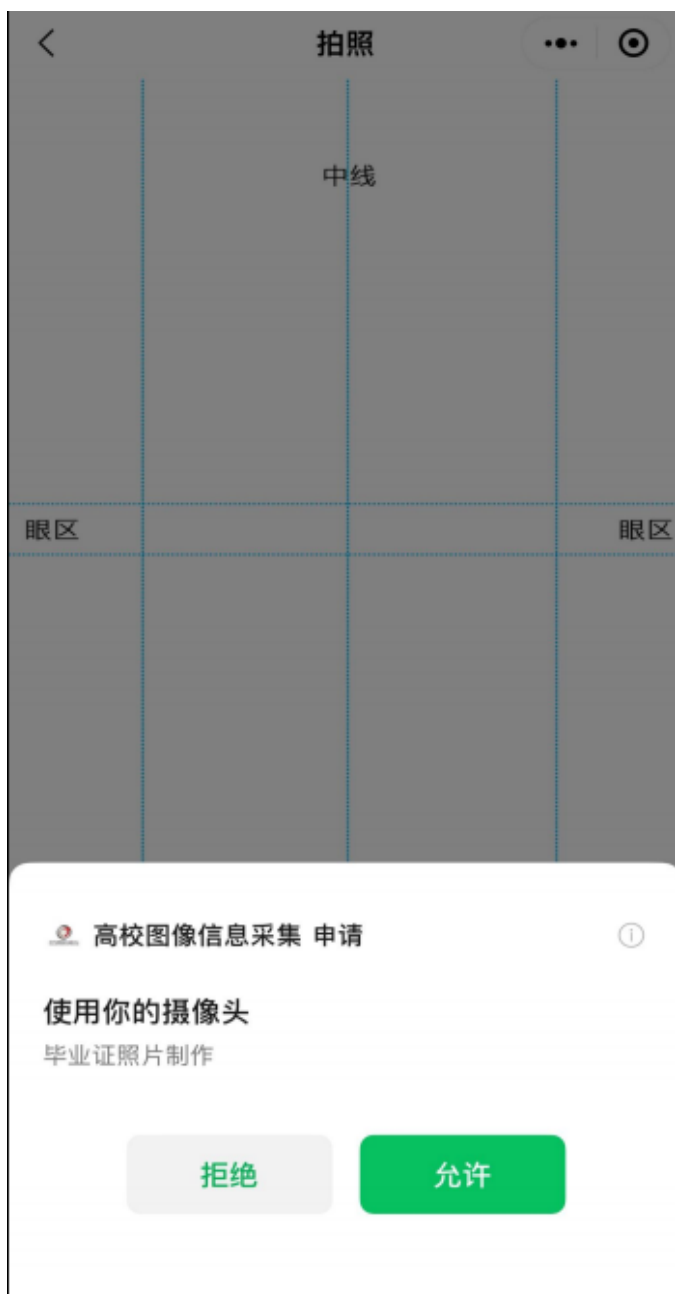 拍照
中线
眼区 眼区
高校图像信息采集 申请
使用你的摄像头
毕业证照片制作
拒绝 允许